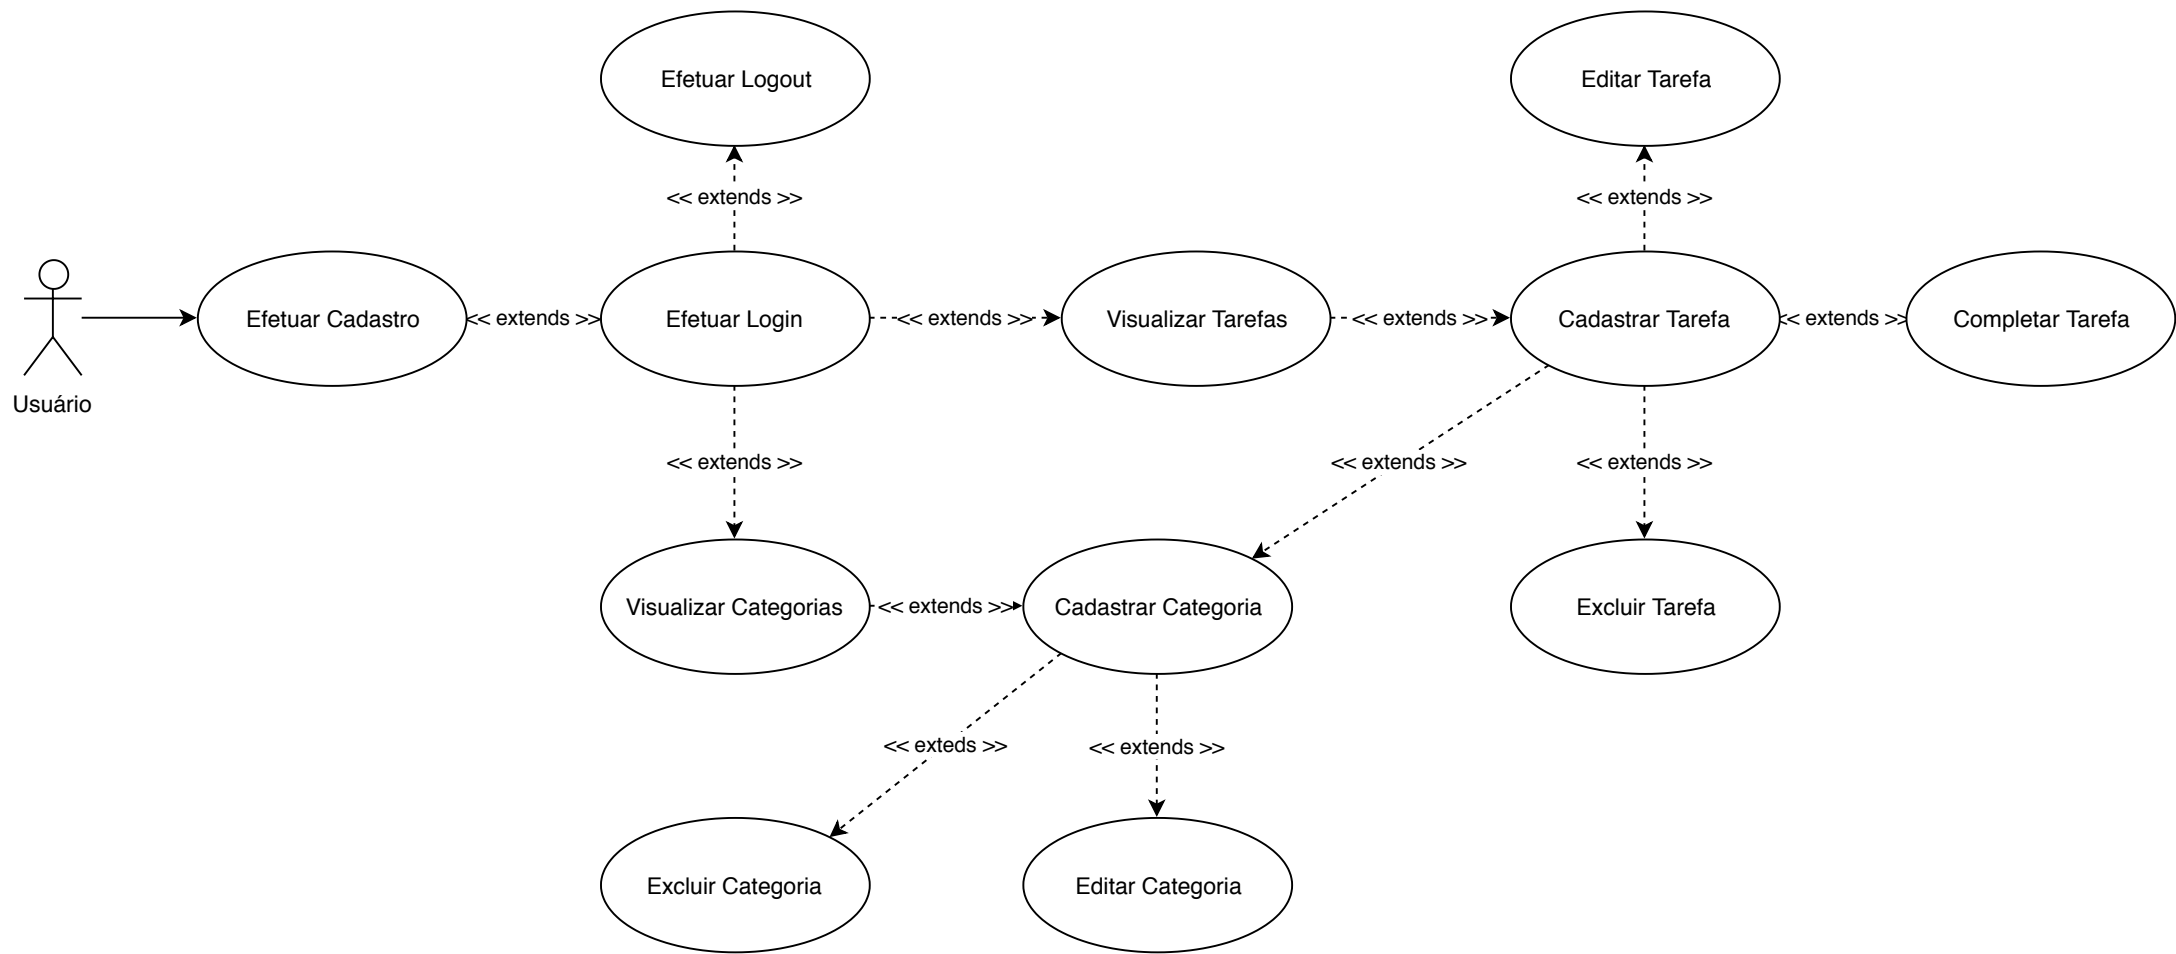 Efetuar Logout
Editar Tarefa
<< extends >>
<< extends >>
Usuário
Efetuar Cadastro
<< extends >>
Efetuar Login
<< extends >>
Visualizar Tarefas
<< extends >>
Cadastrar Tarefa
<< extends >>
Completar Tarefa
<< extends >>
<< extends >>
<< extends >>
Visualizar Categorias
<< extends >>
Cadastrar Categoria
Excluir Tarefa
<< exteds >>
<< extends >>
Excluir Categoria
Editar Categoria